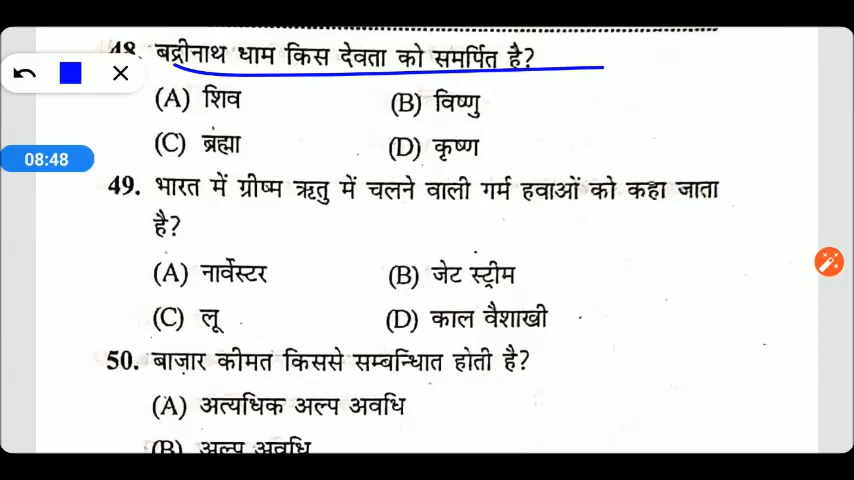 48. बद्रीनाथ धाम किस देवता को समर्पित है?
(A) शिव (B) विष्णु
(C) ब्रंह्मा (D) कृष्ण
08:48
49. भारत में ग्रीष्म ऋतु में चलने वाली गर्म हवाओं को कहा जाता
है?
(A) नार्वेस्टर (B) जेट स्ट्रीम
(C) लू (D) काल वैशाखी
50. बाज़ार कीमत किससे सम्बन्धाित होती है?
(A) अत्यधिक अल्प अवधि
(B) अल्प अवधि